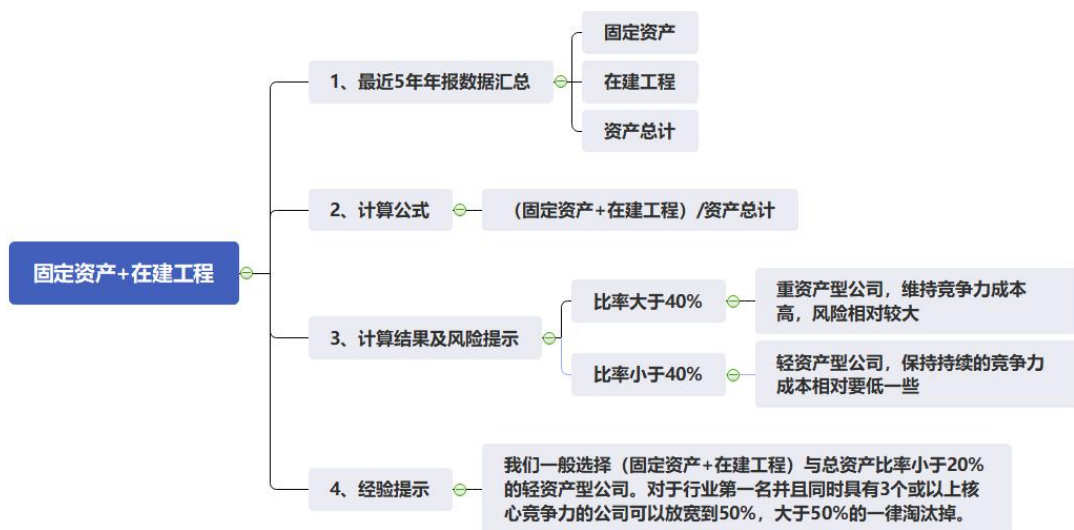 固定资产+在建工程
1、最近5年年报数据汇总
固定资产
在建工程
资产总计
2、计算公式
（固定资产+在建工程）/资产总计
3、计算结果及风险提示
比率大于40%
重资产型公司，维持竞争力成本
高，风险相对较大
比率小于40%
轻资产型公司，保持持续的竞争力
成本相对要低一些
4、经验提示
我们一般选择（固定资产+在建工程）与总资产比率小于20%
的轻资产型公司。对于行业第一名并且同时具有3个或以上核
心竞争力的公司可以放宽到50%，大于50%的一律淘汰掉。